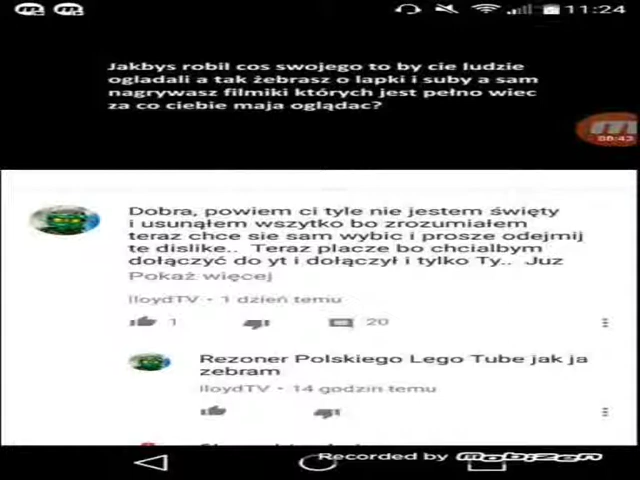 11:24
Jakbys robil cos swojego to by cie ludzie
ogladali a tak żebrasz o lapki i suby a sam
nagrywasz filmiki których jest pełno wiec
za co ciebie maja oglądac?
00:43
Dobra, powiem ci tyle nie jestem święty
i usunąłem wszytko bo zrozumiałem
teraz chce sie sam wybic i prosze odejmij
te dislike.. Teraz placze bo chcialbym
dołączyć do yt i dołączył i tylko Ty.. Juz
Pokaż więcej
lloydTV • 1 dzień temu
1 20
Rezoner Polskiego Lego Tube jak ja
zebram
lloydTV • 14 godzin temu
Recorded by mobizen